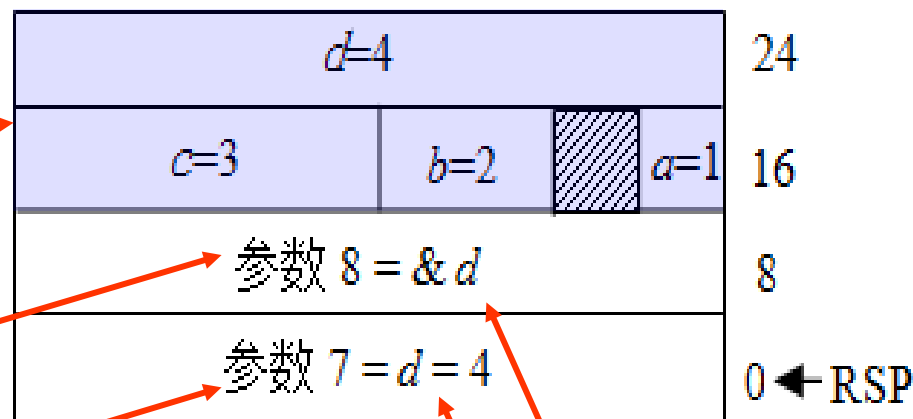 d=4 24
c=3 b=2 a=1 16
参数 8 = & d 8
参数 7 = d = 4 0 RSP